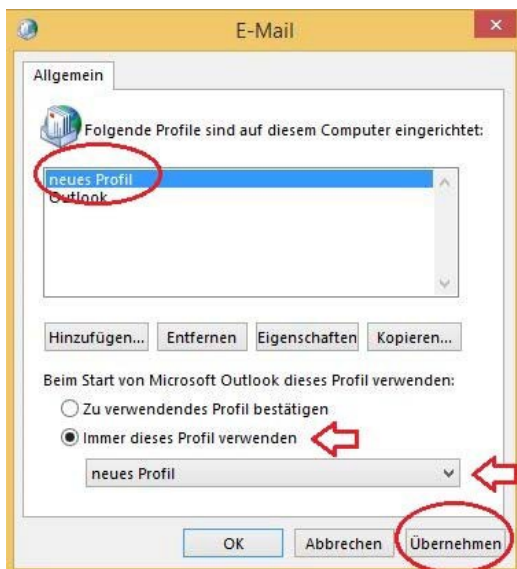 E-Mail
Allgemein
Folgende Profile sind auf diesem Computer eingerichtet:
neues Profil
Outlook
Hinzufügen... Entfernen Eigenschaften Kopieren...
Beim Start von Microsoft Outlook dieses Profil verwenden:
Zu verwendendes Profil bestätigen
Immer dieses Profil verwenden
neues Profil
OK Abbrechen Übernehmen